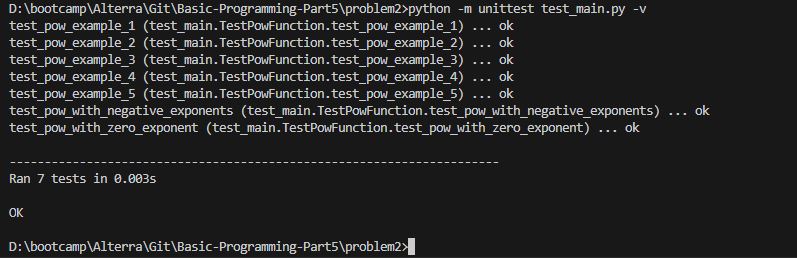 D:\bootcamp\Alterra\Git\Basic-Programming-Part5\problem2>python -m unittest test_main.py -v
test_pow_example_1 (test_main.TestPowFunction.test_pow_example_1) ... ok
test_pow_example_2 (test_main.TestPowFunction.test_pow_example_2) ... ok
test_pow_example_3 (test_main.TestPowFunction.test_pow_example_3) ... ok
test_pow_example_4 (test_main.TestPowFunction.test_pow_example_4) ... ok
test_pow_example_5 (test_main.TestPowFunction.test_pow_example_5) ... ok
test_pow_with_negative_exponents (test_main.TestPowFunction.test_pow_with_negative_exponents) ... ok
test_pow_with_zero_exponent (test_main.TestPowFunction.test_pow_with_zero_exponent) ... ok
----------------------------------------------------------------------
Ran 7 tests in 0.003s
OK
D:\bootcamp\Alterra\Git\Basic-Programming-Part5\problem2>